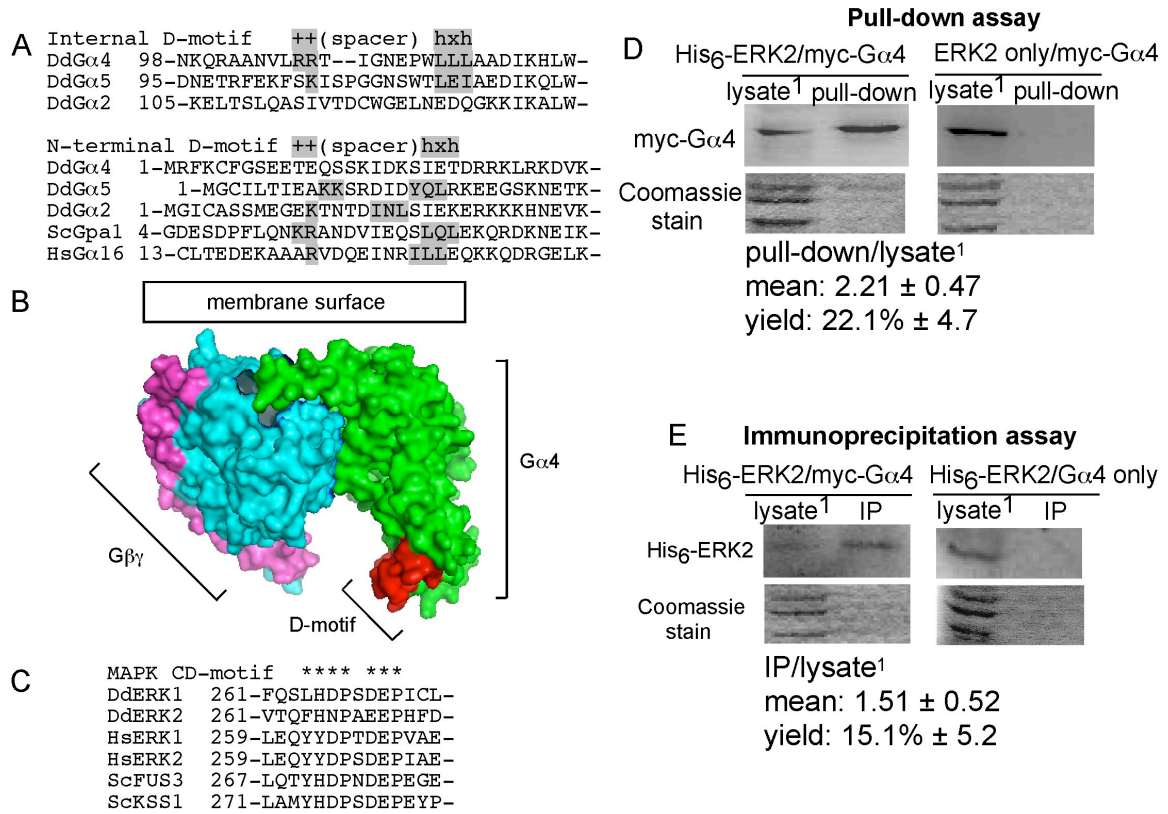 A
Internal D-motif ++(spacer) hxh
DdGα4 98-NKQRAANVLRRT--IGNEPWLLLAADIKHLW-
DdGα5 95-DNETRFEKFSKISPGGNSWTLEIAEDIKQLW-
DdGα2 105-KELTSLQASIVTDCWGELNEDQGKKIKALW-
N-terminal D-motif ++(spacer)hxh
DdGα4 1-MRFKCFGSEETEQSSKIDKSIETDRRKLRKDVK-
DdGα5 1-MGCILTIEAKKSRDIDYQLRKEEGSKNETK-
DdGα2 1-MGICASSMEGEKTNTDINLSIEKERKKKHNEVK-
ScGpa1 4-GDESDPFLQNKRANDVIEQSLQLEKQRDKNEIK-
HsGα16 13-CLTEDEKAAARVDQEINRILLEQKKQDRGELK-
B
membrane surface
Gα4
Gβγ
D-motif
C
MAPK CD-motif **** ***
DdERK1 261-FQSLHDPSDEPICL-
DdERK2 261-VTQFHNPAEEPHFD-
HsERK1 259-LEQYYDPTDEPVAE-
HsERK2 259-LEQYYDPSDEPIAE-
ScFUS3 267-LQTYHDPNDEPEGE-
ScKSS1 271-LAMYHDPSDEPEYP-
Pull-down assay
D
His6-ERK2/myc-Gα4 ERK2 only/myc-Gα4
lysate¹ pull-down lysate¹ pull-down
myc-Gα4
Coomassie
stain
pull-down/lysate¹
mean: 2.21 ± 0.47
yield: 22.1% ± 4.7
E
Immunoprecipitation assay
His6-ERK2/myc-Gα4 His6-ERK2/Gα4 only
lysate¹ IP lysate¹ IP
His6-ERK2
Coomassie
stain
IP/lysate¹
mean: 1.51 ± 0.52
yield: 15.1% ± 5.2